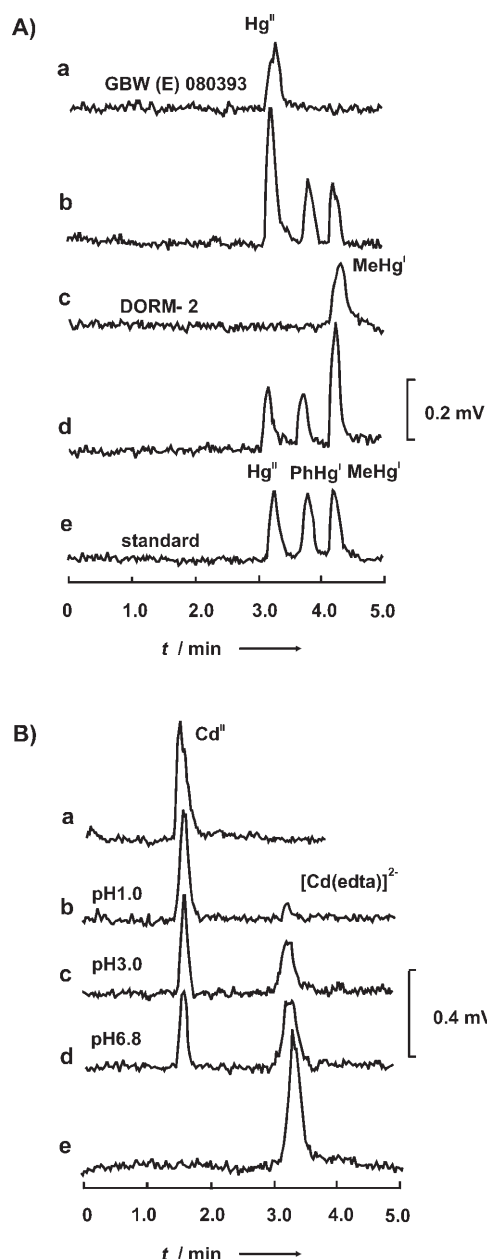 A)
Hg^II
a
GBW (E) 080393
b
MeHg^I
c
DORM- 2
0.2 mV
d
Hg^II PhHg^I MeHg^I
e
standard
0 1.0 2.0 3.0 4.0 5.0
t / min
B)
Cd^II
a
[Cd(edta)]^2-
b
pH1.0
c
pH3.0
0.4 mV
d
pH6.8
e
0 1.0 2.0 3.0 4.0 5.0
t / min